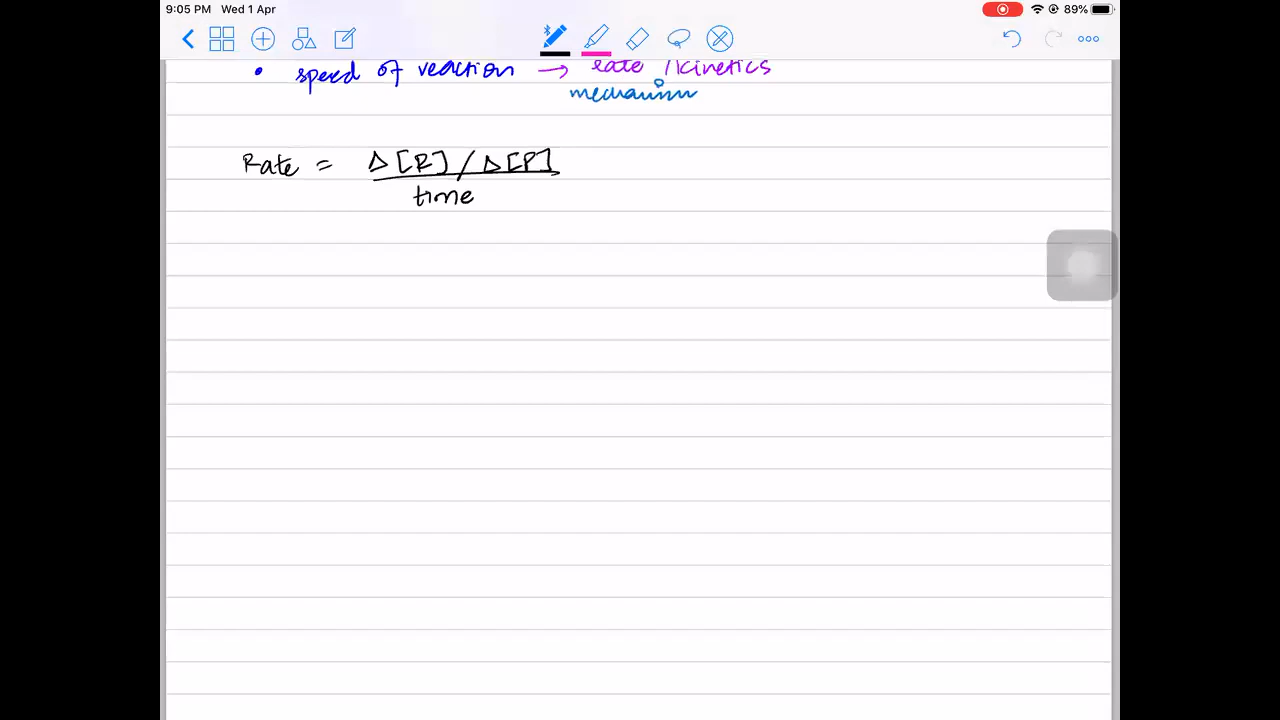 9:05 PM Wed 1 Apr 89%
• speed of reaction → rate / kinetics
mechanism
Rate = Δ[R] / Δ[P]
time